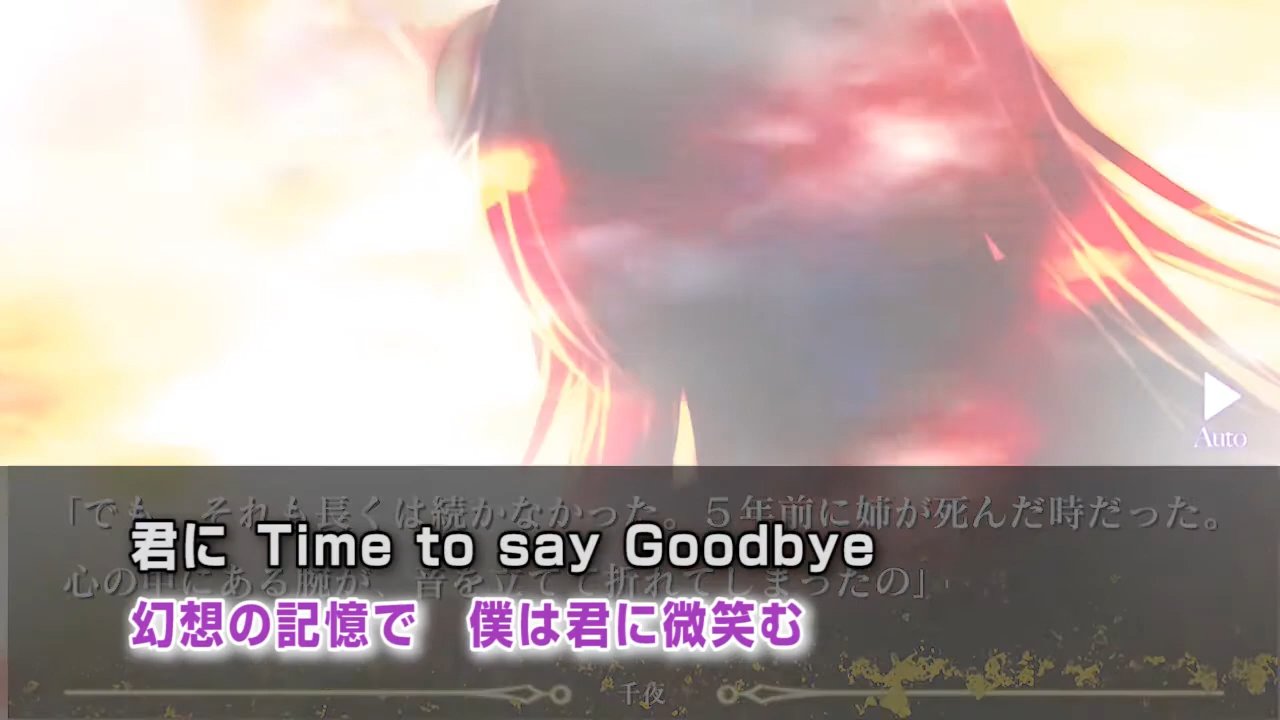 Auto
「でも、それも長くは続かなかった。５年前に姉が死んだ時だった。
君に Time to say Goodbye
心の中にある腕が、音を立てて折れてしまったの」
幻想の記憶で　僕は君に微笑む
千夜